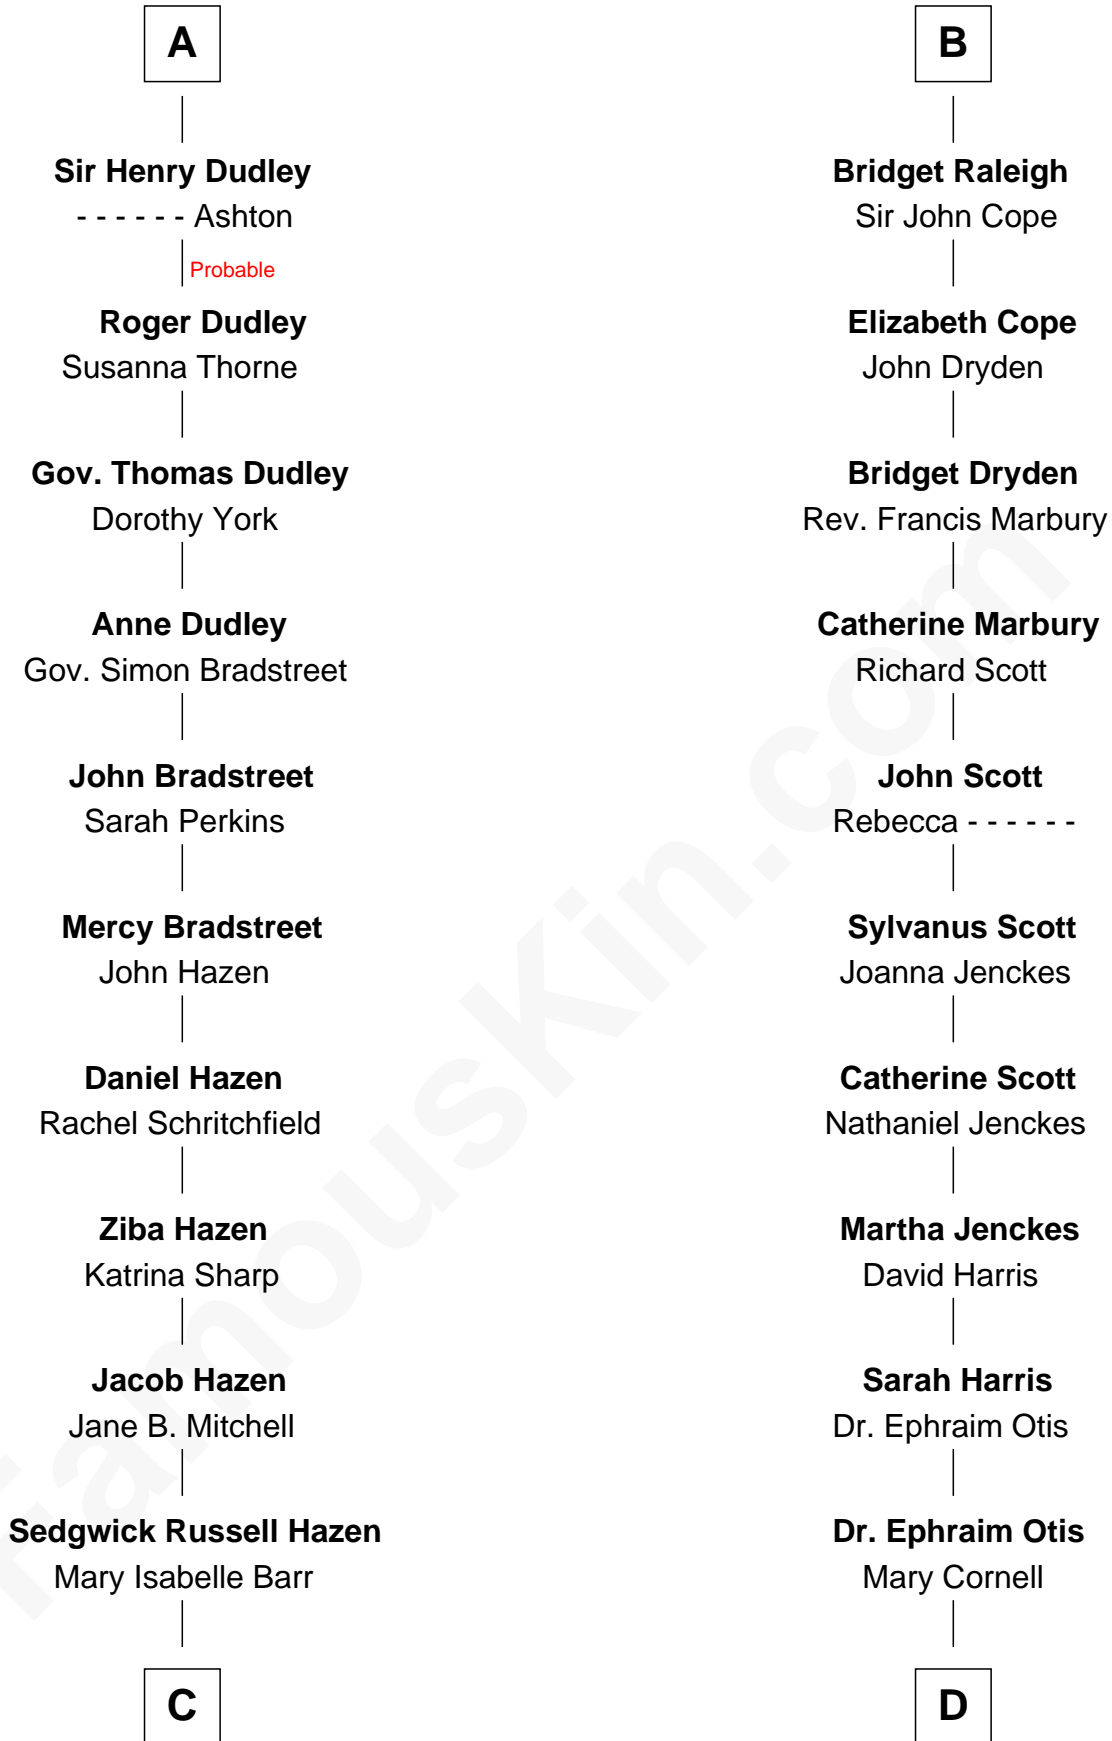 A
Sir Henry Dudley
- - - - - - Ashton
Probable
Roger Dudley
Susanna Thorne
Gov. Thomas Dudley
Dorothy York
Anne Dudley
Gov. Simon Bradstreet
John Bradstreet
Sarah Perkins
Mercy Bradstreet
John Hazen
Daniel Hazen
Rachel Schritchfield
Ziba Hazen
Katrina Sharp
Jacob Hazen
Jane B. Mitchell
Sedgwick Russell Hazen
Mary Isabelle Barr
C
B
Bridget Raleigh
Sir John Cope
Elizabeth Cope
John Dryden
Bridget Dryden
Rev. Francis Marbury
Catherine Marbury
Richard Scott
John Scott
Rebecca - - - - - -
Sylvanus Scott
Joanna Jenckes
Catherine Scott
Nathaniel Jenckes
Martha Jenckes
David Harris
Sarah Harris
Dr. Ephraim Otis
Dr. Ephraim Otis
Mary Cornell
D
FamousKin.com